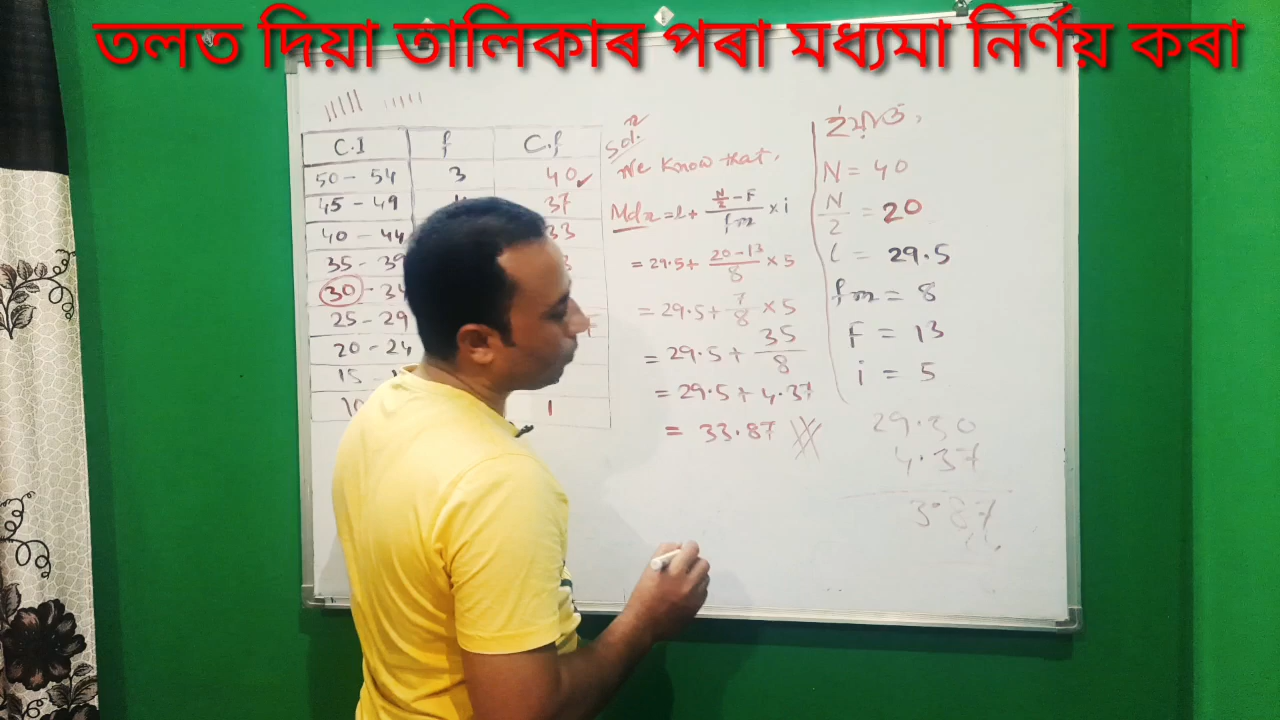 তলত দিয়া তালিকাৰ পৰা মধ্যমা নিৰ্ণয় কৰা
C.I f C.f
50 - 54 3 40 ✓
45 - 49 37
40 - 44 33
35 - 39
30 - 34
25 - 29
20 - 24
15 -
10 1
Sol.
We know that,
Mdn = l + (N/2 - F)/fm × i
= 29.5 + (20 - 13)/8 × 5
= 29.5 + 7/8 × 5
= 29.5 + 35/8
= 29.5 + 4.37
= 33.87
ইয়াত,
N = 40
N/2 = 20
l = 29.5
fm = 8
F = 13
i = 5
4.37